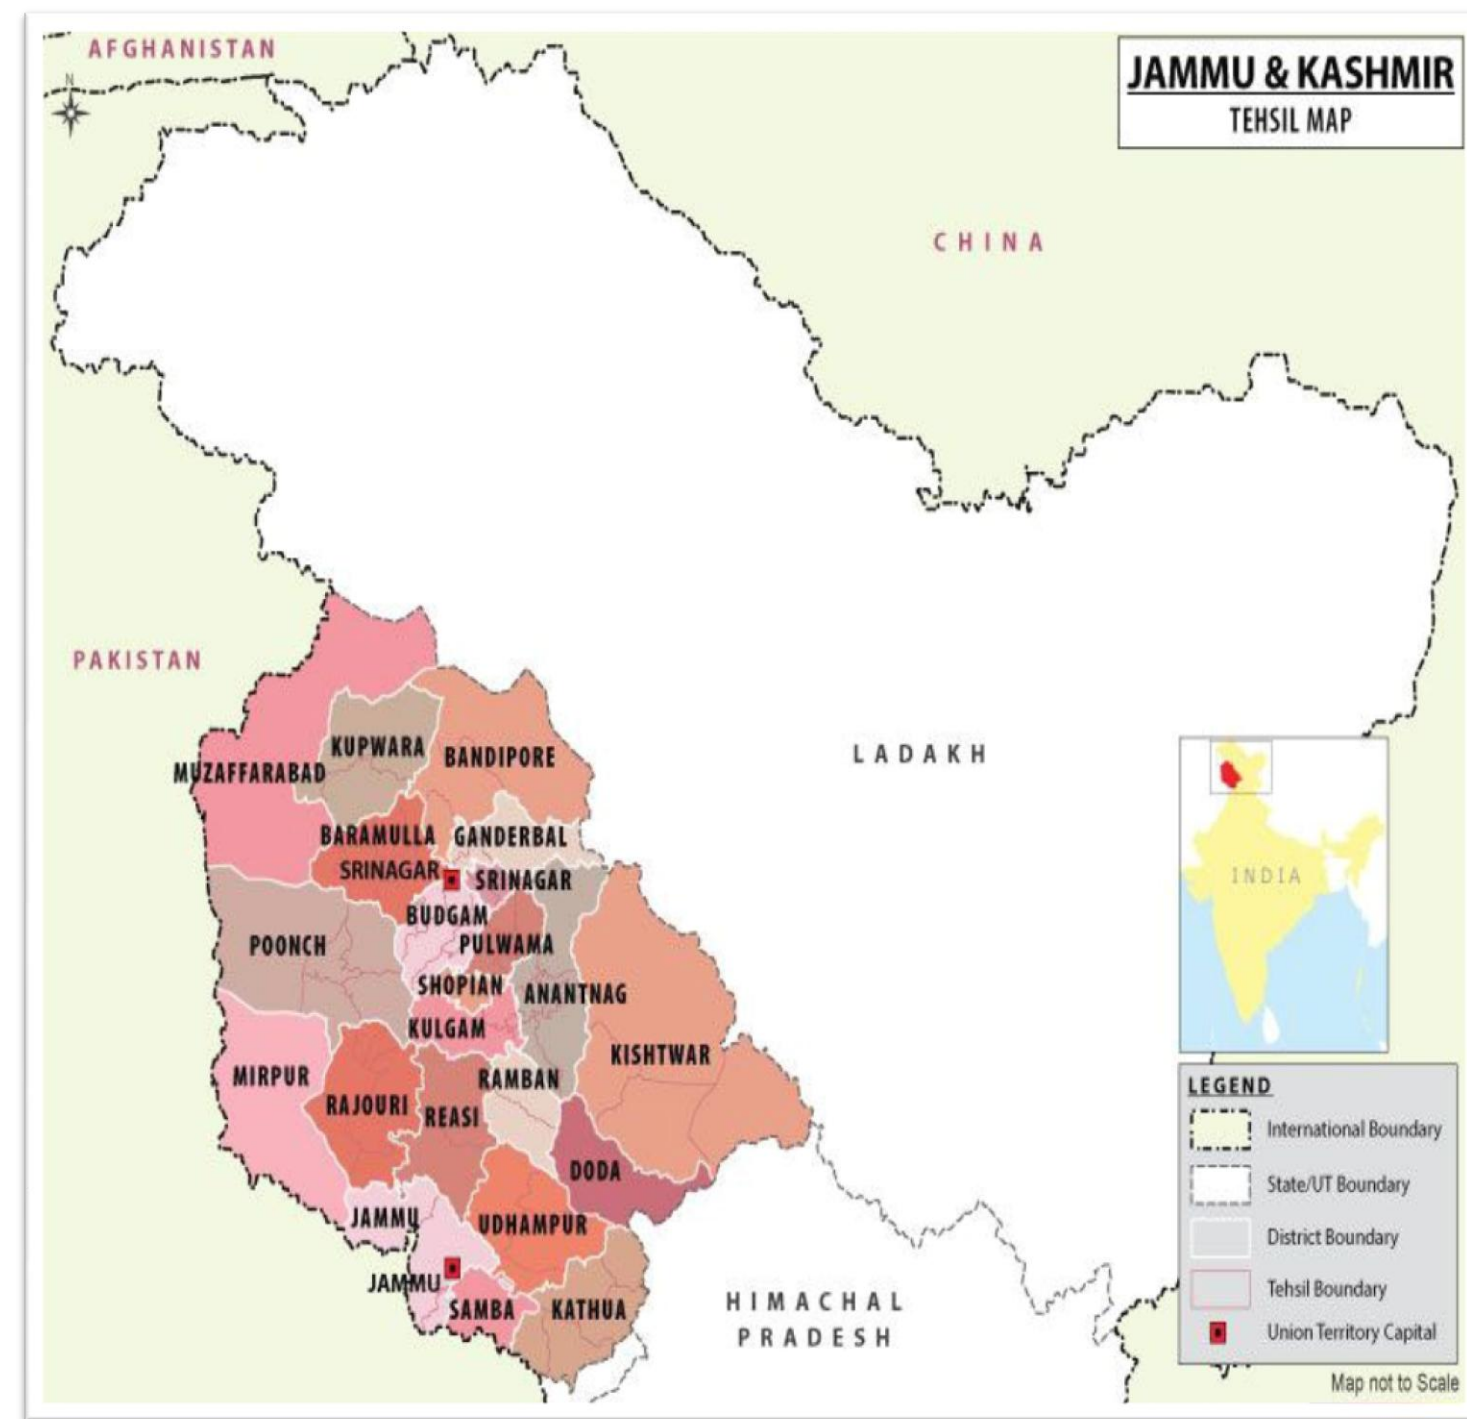 AFGHANISTAN
JAMMU & KASHMIR
TEHSIL MAP
N
CHINA
PAKISTAN
LADAKH
KUPWARA
BANDIPORE
MUZAFFARABAD
BARAMULLA
GANDERBAL
SRINAGAR
SRINAGAR
BUDGAM
POONCH
PULWAMA
SHOPIAN
ANANTNAG
KULGAM
KISHTWAR
MIRPUR
RAMBAN
RAJOURI
REASI
DODA
JAMMU
UDHAMPUR
JAMMU
SAMBA
KATHUA
HIMACHAL
PRADESH
INDIA
LEGEND
International Boundary
State/UT Boundary
District Boundary
Tehsil Boundary
Union Territory Capital
Map not to Scale